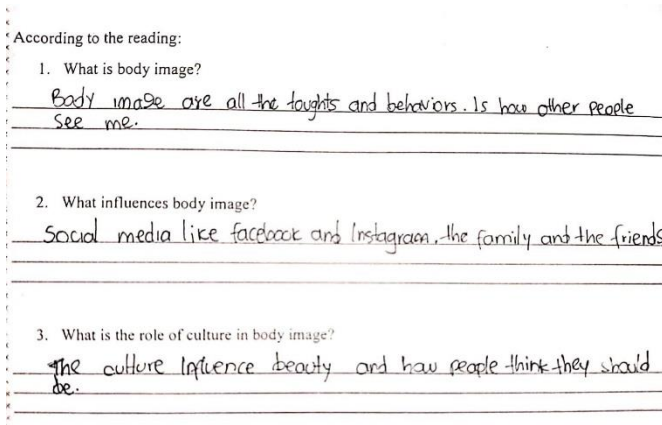 According to the reading:
1. What is body image?
Body image are all the toughts and behaviors. Is how other people
see me.
2. What influences body image?
Social media like facebook and Instagram, the family and the friends
3. What is the role of culture in body image?
The culture Influence beauty and how people think they should
be.